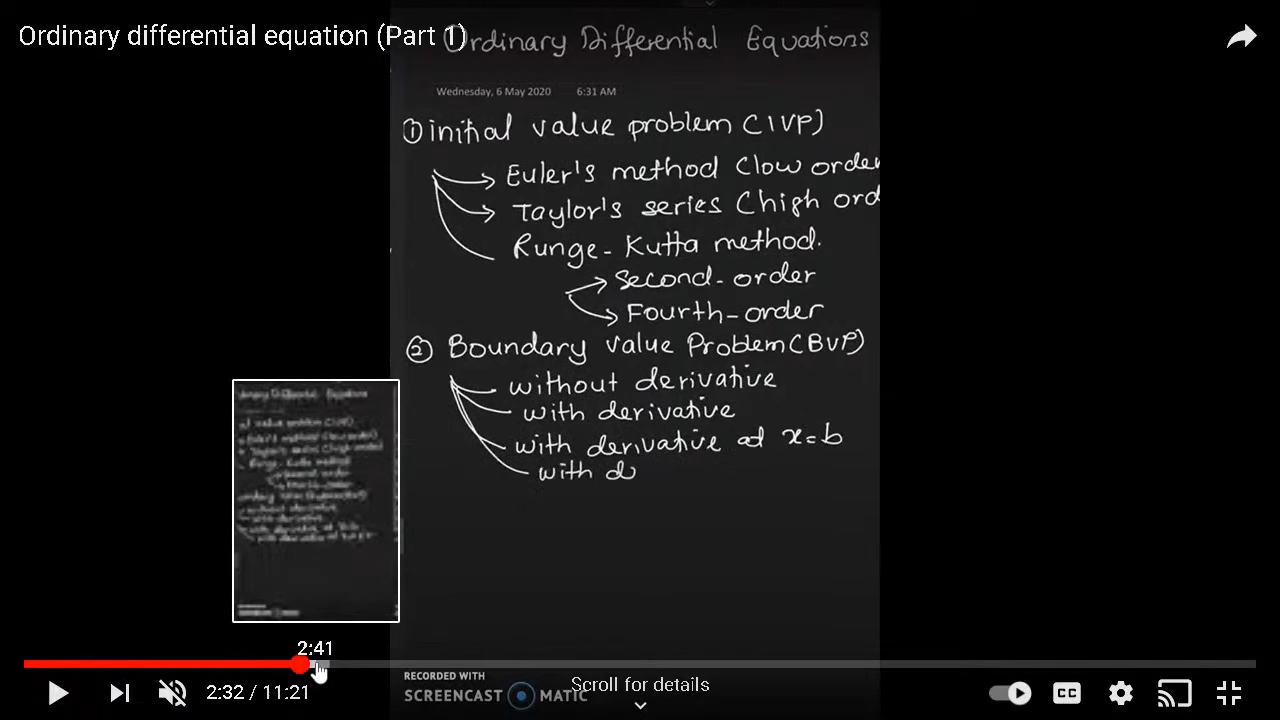 Ordinary differential equation (Part 1)
Ordinary Differential Equations
Wednesday, 6 May 2020 6:31 AM
① initial value problem (IVP)
Euler's method (low order
Taylor's series (high ord
Runge-Kutta method.
Second-order
Fourth-order
② Boundary value Problem (BVP)
without derivative
with derivative
with derivative at x=b
with d
2:41
2:32 / 11:21
RECORDED WITH
SCREENCAST MATIC
Scroll for details
CC